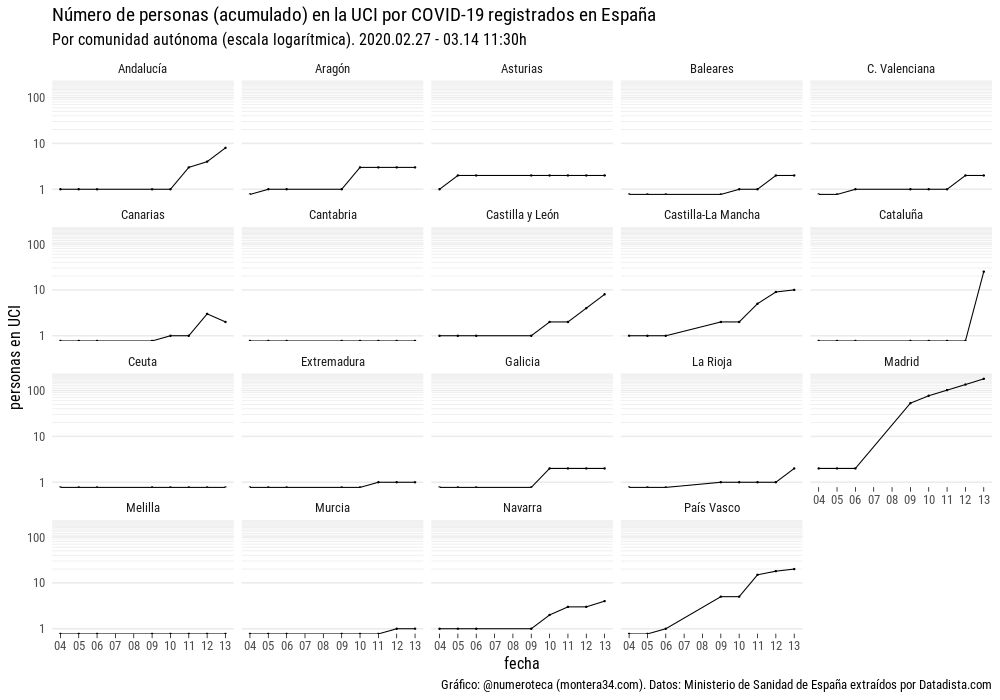 Número de personas (acumulado) en la UCI por COVID-19 registrados en España
Por comunidad autónoma (escala logarítmica). 2020.02.27 - 03.14 11:30h
Andalucía Aragón Asturias Baleares C. Valenciana
100
10
1
Canarias Cantabria Castilla y León Castilla-La Mancha Cataluña
100
10
1
personas en UCI
Ceuta Extremadura Galicia La Rioja Madrid
100
10
1
04 05 06 07 08 09 10 11 12 13
Melilla Murcia Navarra País Vasco
100
10
1
04 05 06 07 08 09 10 11 12 13 04 05 06 07 08 09 10 11 12 13 04 05 06 07 08 09 10 11 12 13 04 05 06 07 08 09 10 11 12 13
fecha
Gráfico: @numeroteca (montera34.com). Datos: Ministerio de Sanidad de España extraídos por Datadista.com